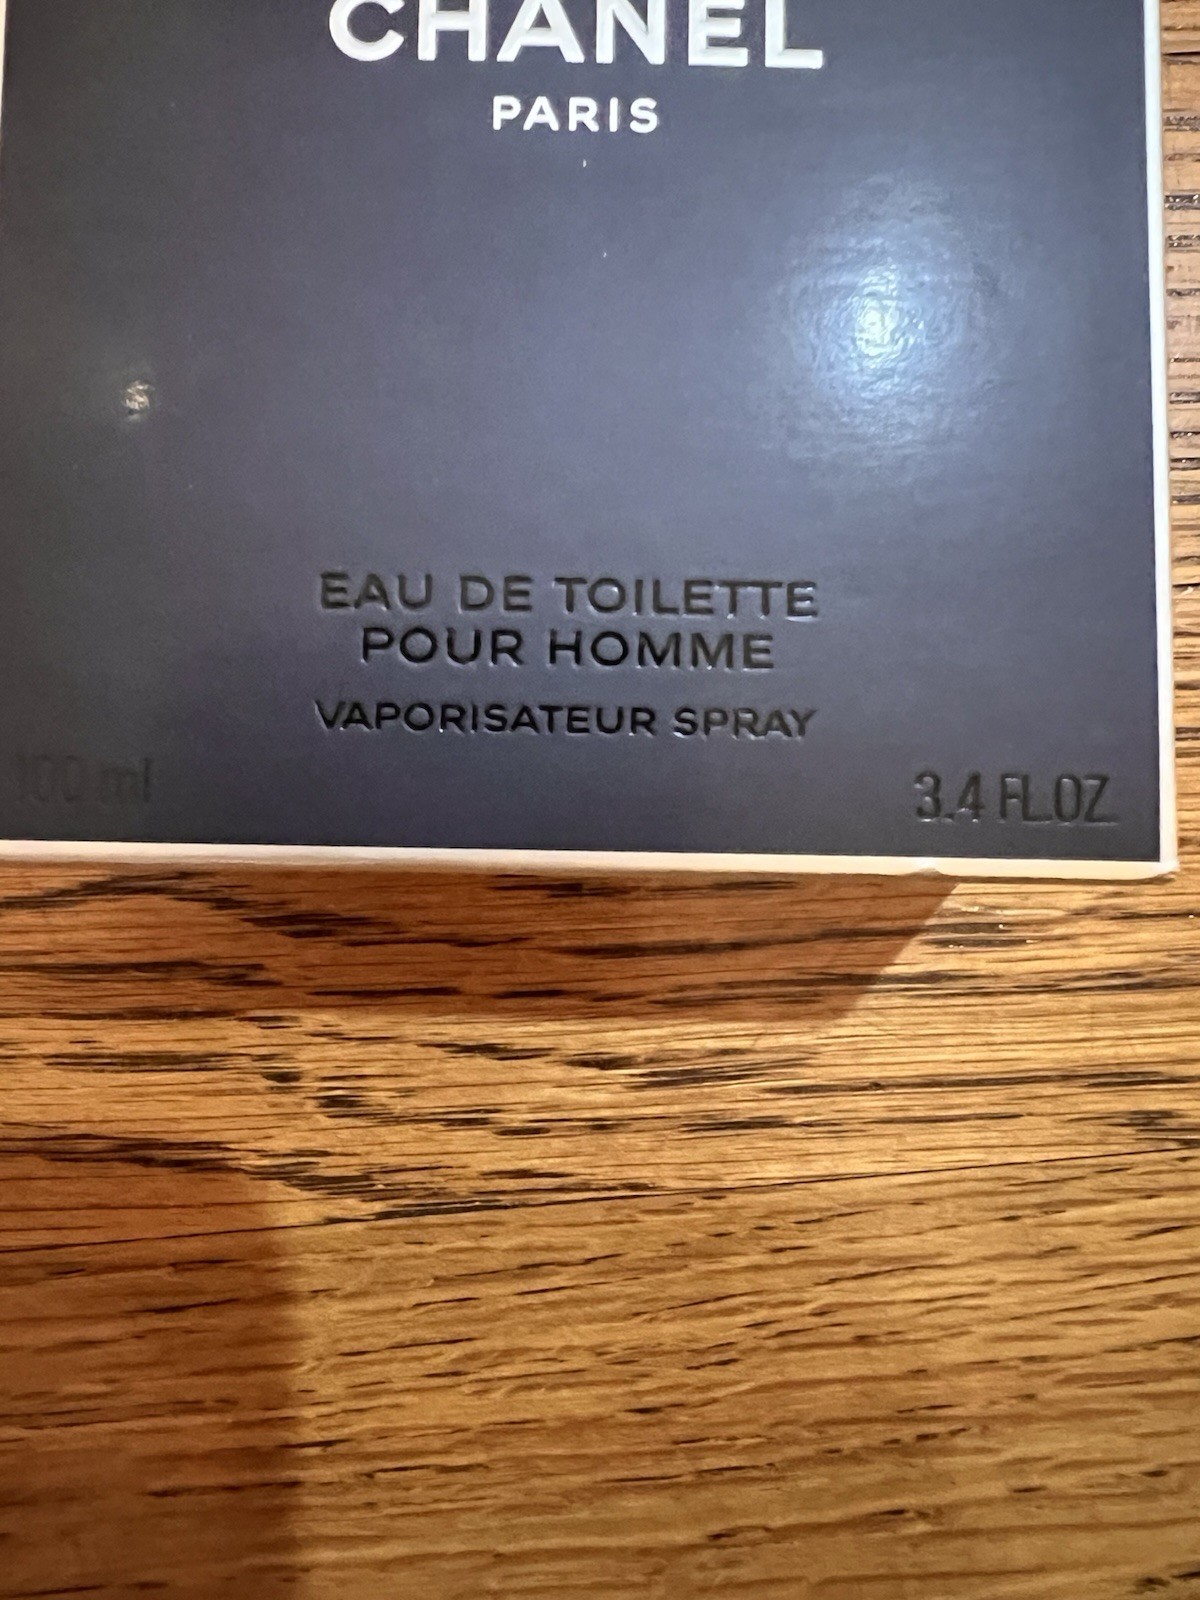 CHANEL
PARIS
EAU DE TOILETTE
POUR HOMME
VAPORISATEUR SPRAY
100 ml
3.4 FL.OZ.